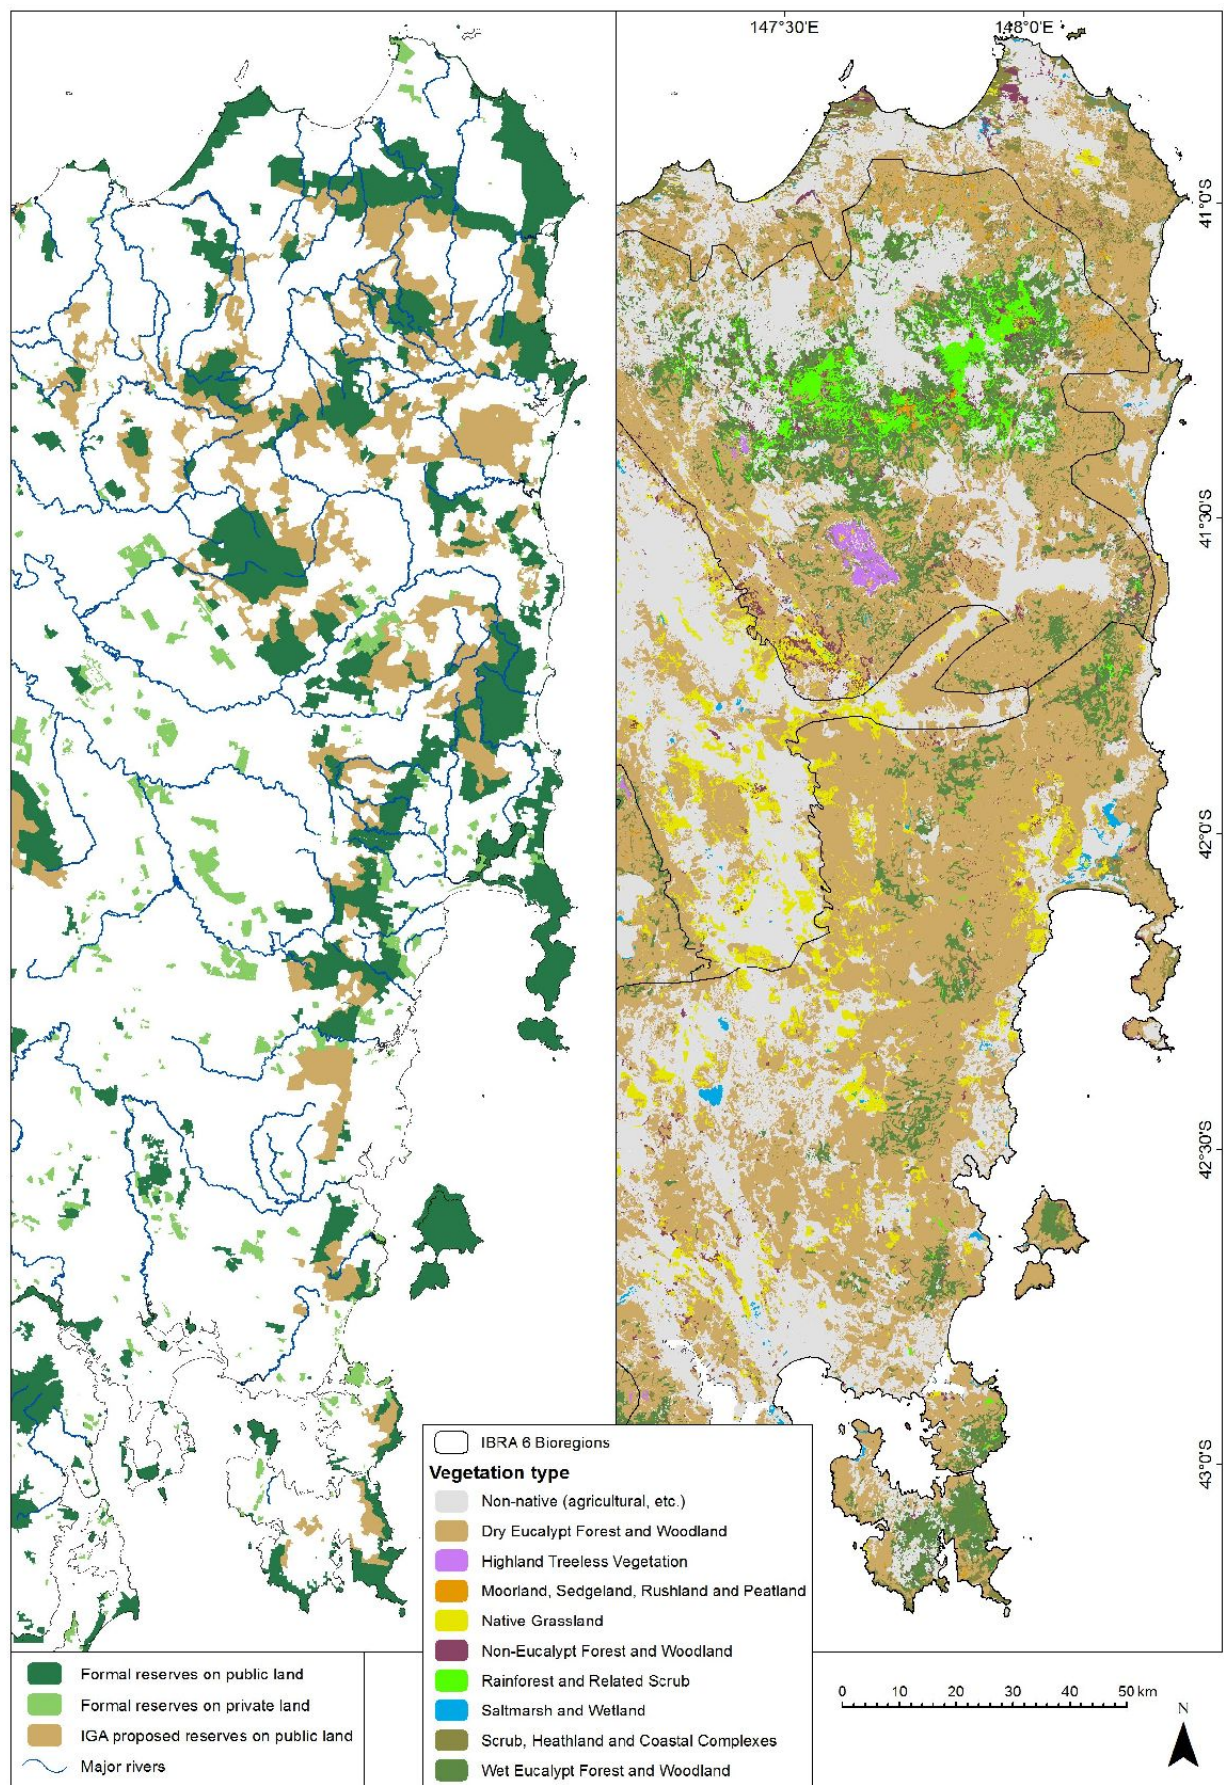 147°30'E
148°0'E
41°0'S
41°30'S
42°0'S
42°30'S
43°0'S
IBRA 6 Bioregions
Vegetation type
Non-native (agricultural, etc.)
Dry Eucalypt Forest and Woodland
Highland Treeless Vegetation
Moorland, Sedgeland, Rushland and Peatland
Native Grassland
Non-Eucalypt Forest and Woodland
Rainforest and Related Scrub
Saltmarsh and Wetland
Scrub, Heathland and Coastal Complexes
Wet Eucalypt Forest and Woodland
Formal reserves on public land
Formal reserves on private land
IGA proposed reserves on public land
Major rivers
0 10 20 30 40 50 km
N